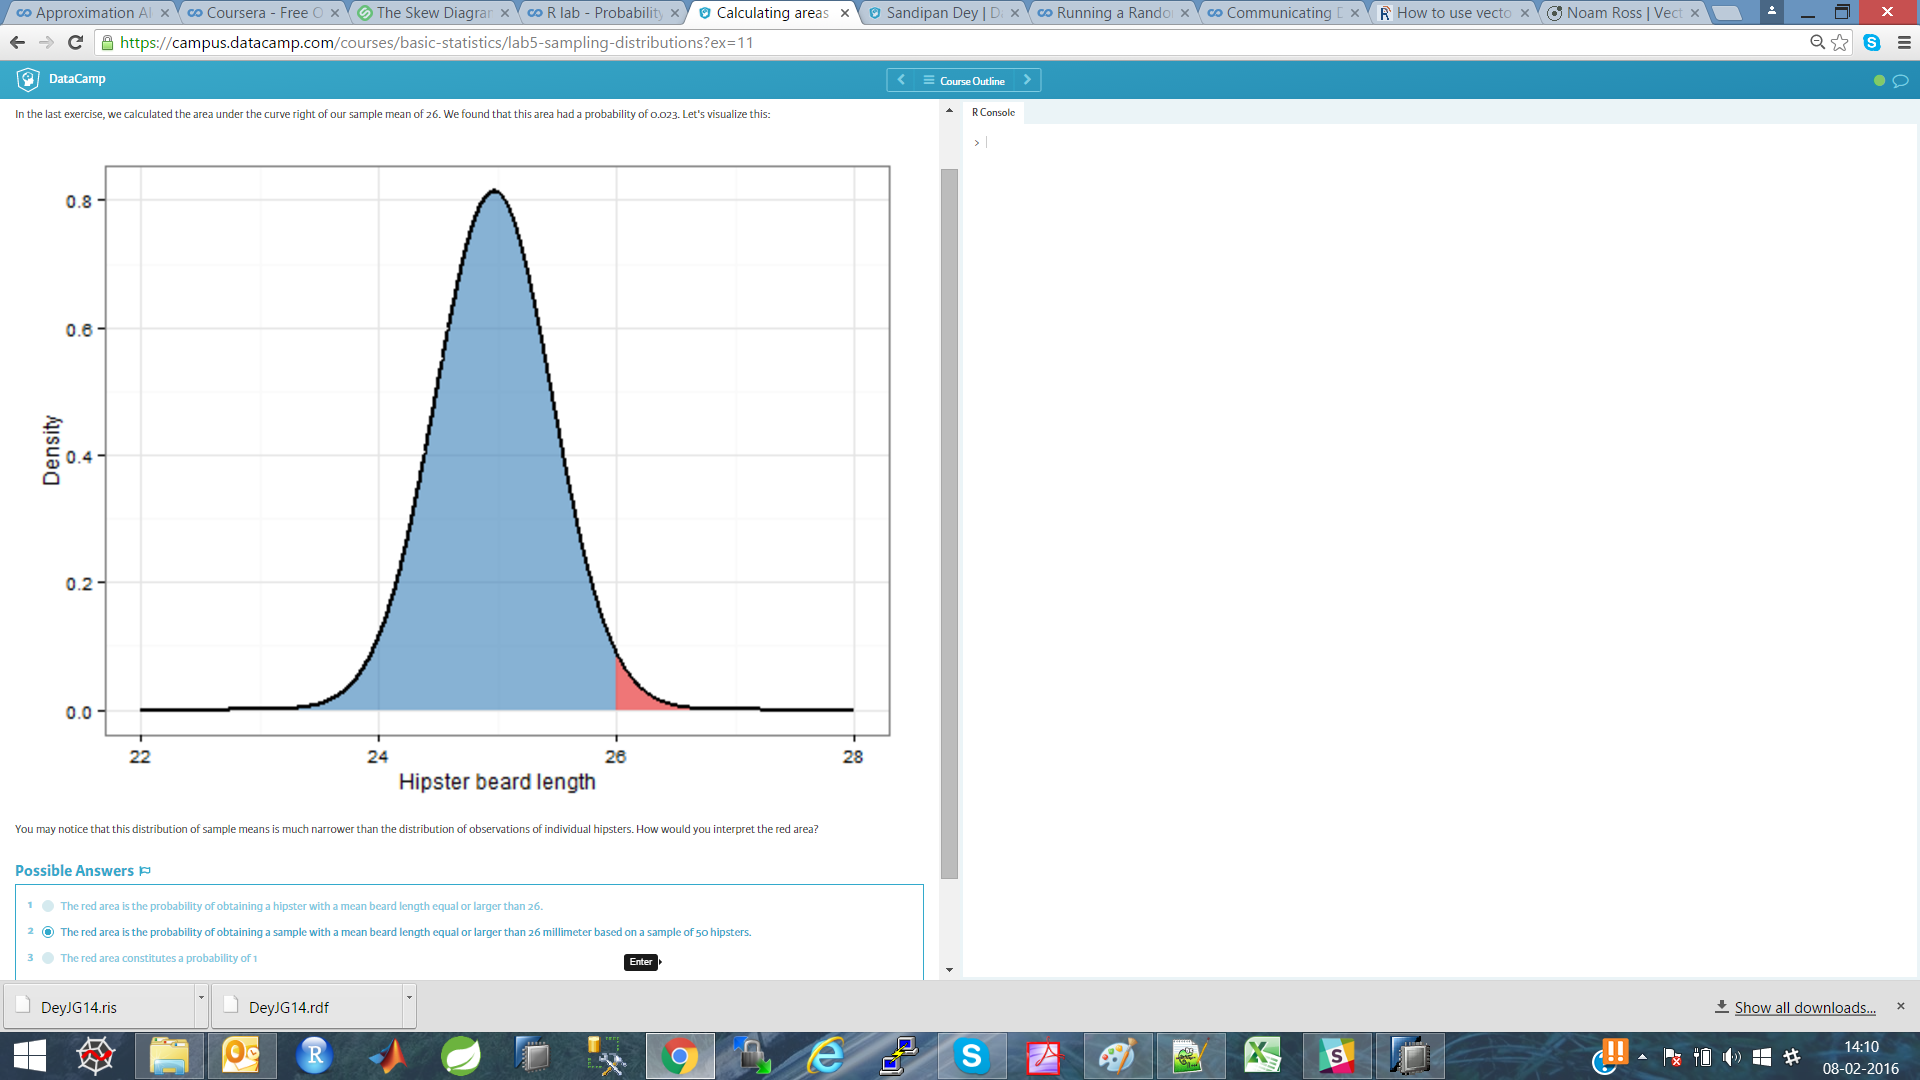 Approximation Al
Coursera - Free O
The Skew Diagram
R lab - Probability
Calculating areas
Sandipan Dey | D
Running a Rando
Communicating D
How to use vecto
Noam Ross | Vect
https://campus.datacamp.com/courses/basic-statistics/lab5-sampling-distributions?ex=11
DataCamp
Course Outline
In the last exercise, we calculated the area under the curve right of our sample mean of 26. We found that this area had a probability of 0.023. Let's visualize this:
R Console
>
0.8
0.6
Density
0.4
0.2
0.0
22 24 26 28
Hipster beard length
You may notice that this distribution of sample means is much narrower than the distribution of observations of individual hipsters. How would you interpret the red area?
Possible Answers
1 The red area is the probability of obtaining a hipster with a mean beard length equal or larger than 26.
2 The red area is the probability of obtaining a sample with a mean beard length equal or larger than 26 millimeter based on a sample of 50 hipsters.
3 The red area constitutes a probability of 1
Enter
DeyJG14.ris
DeyJG14.rdf
Show all downloads...
14:10
08-02-2016